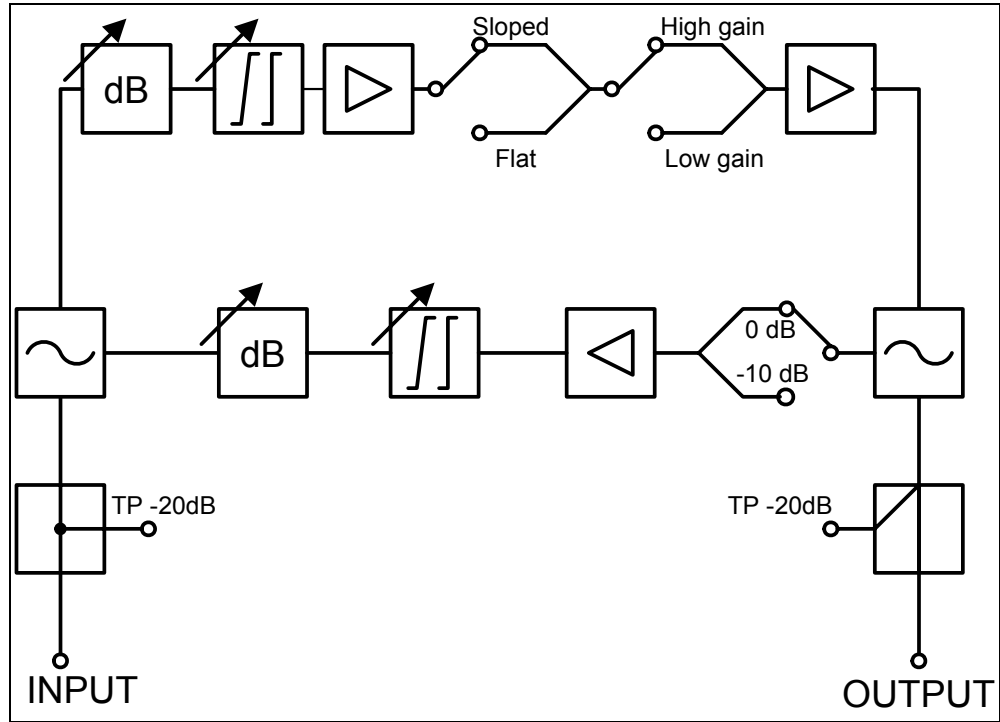 Sloped
High gain
dB
Flat
Low gain
dB
0 dB
-10 dB
TP -20dB
TP -20dB
INPUT
OUTPUT